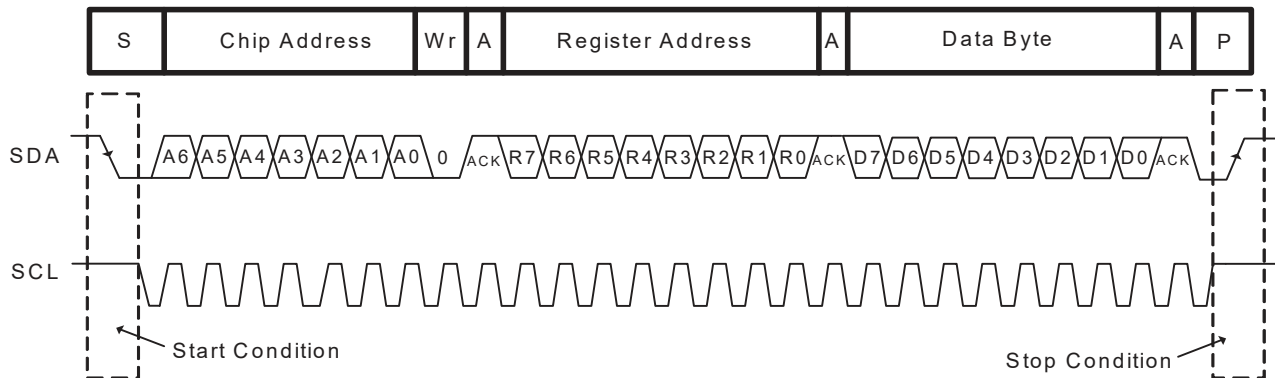 S Chip Address Wr A Register Address A Data Byte A P
SDA A6 A5 A4 A3 A2 A1 A0 0 ACK R7 R6 R5 R4 R3 R2 R1 R0 ACK D7 D6 D5 D4 D3 D2 D1 D0 ACK
SCL
Start Condition
Stop Condition